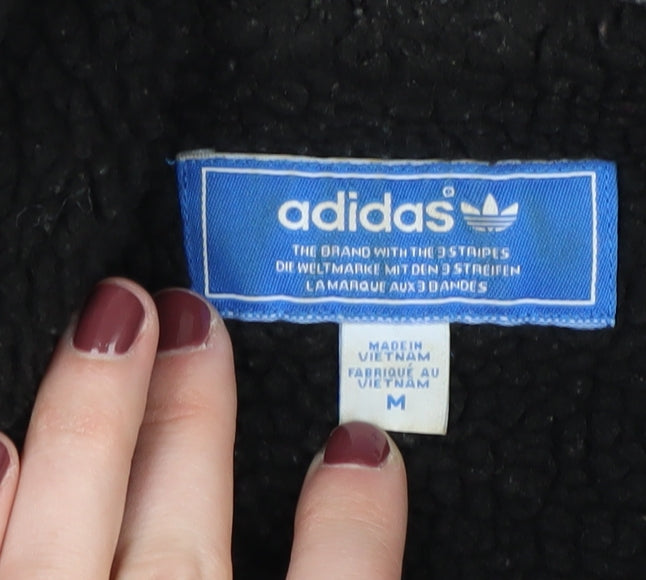 adidas®
THE BRAND WITH THE 3 STRIPES
DIE WELTMARKE MIT DEN 3 STREIFEN
LA MARQUE AUX 3 BANDES
MADE IN
VIETNAM
FABRIQUÉ AU
VIETNAM
M